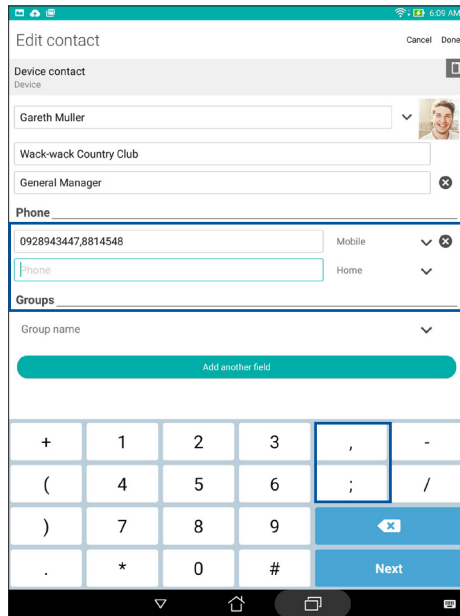 6:09 AM
Edit contact Cancel Done
Device contact
Device
Gareth Muller
Wack-wack Country Club
General Manager
Phone
0928943447,8814548 Mobile
Phone Home
Groups
Group name
Add another field
+ 1 2 3 , -
( 4 5 6 ; /
) 7 8 9
. * 0 # Next